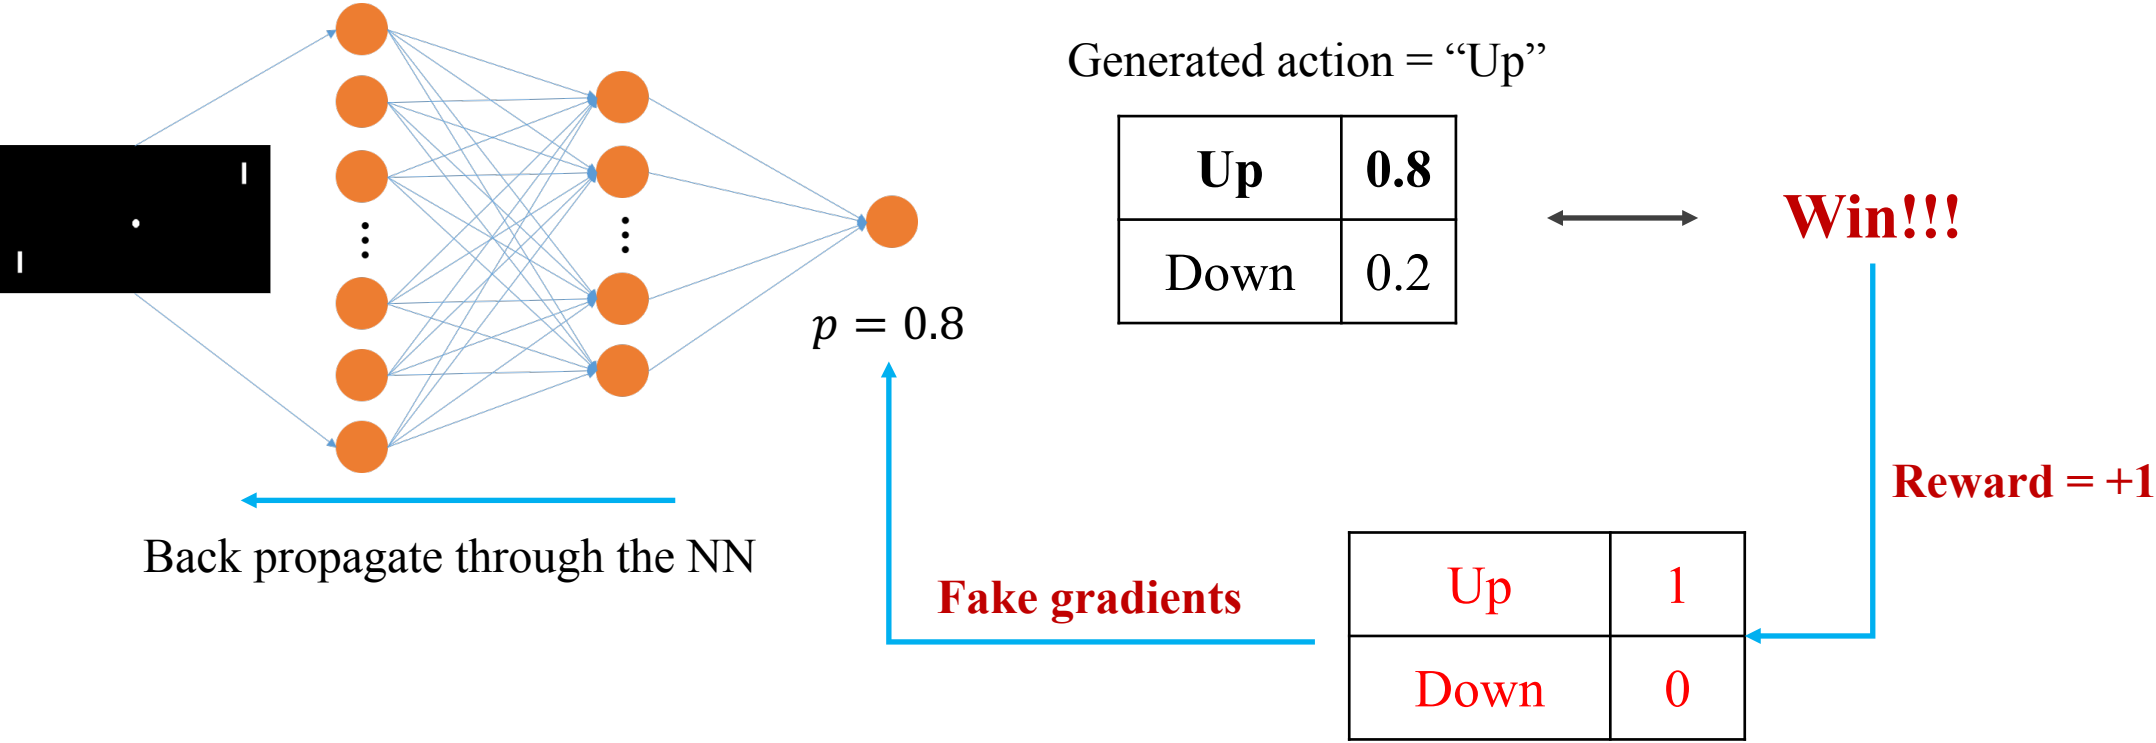 Generated action = “Up”
Up 0.8
Down 0.2
Win!!!
p = 0.8
Reward = +1
Back propagate through the NN
Fake gradients
Up 1
Down 0